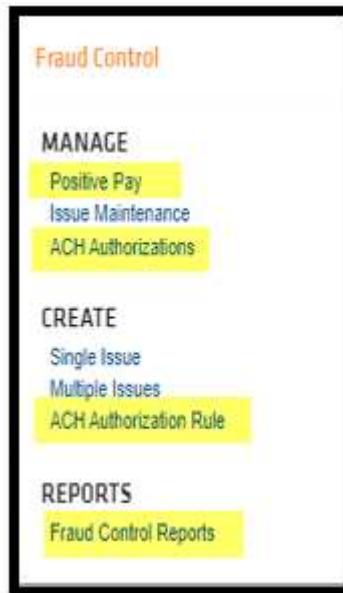 Fraud Control
MANAGE
Positive Pay
Issue Maintenance
ACH Authorizations
CREATE
Single Issue
Multiple Issues
ACH Authorization Rule
REPORTS
Fraud Control Reports